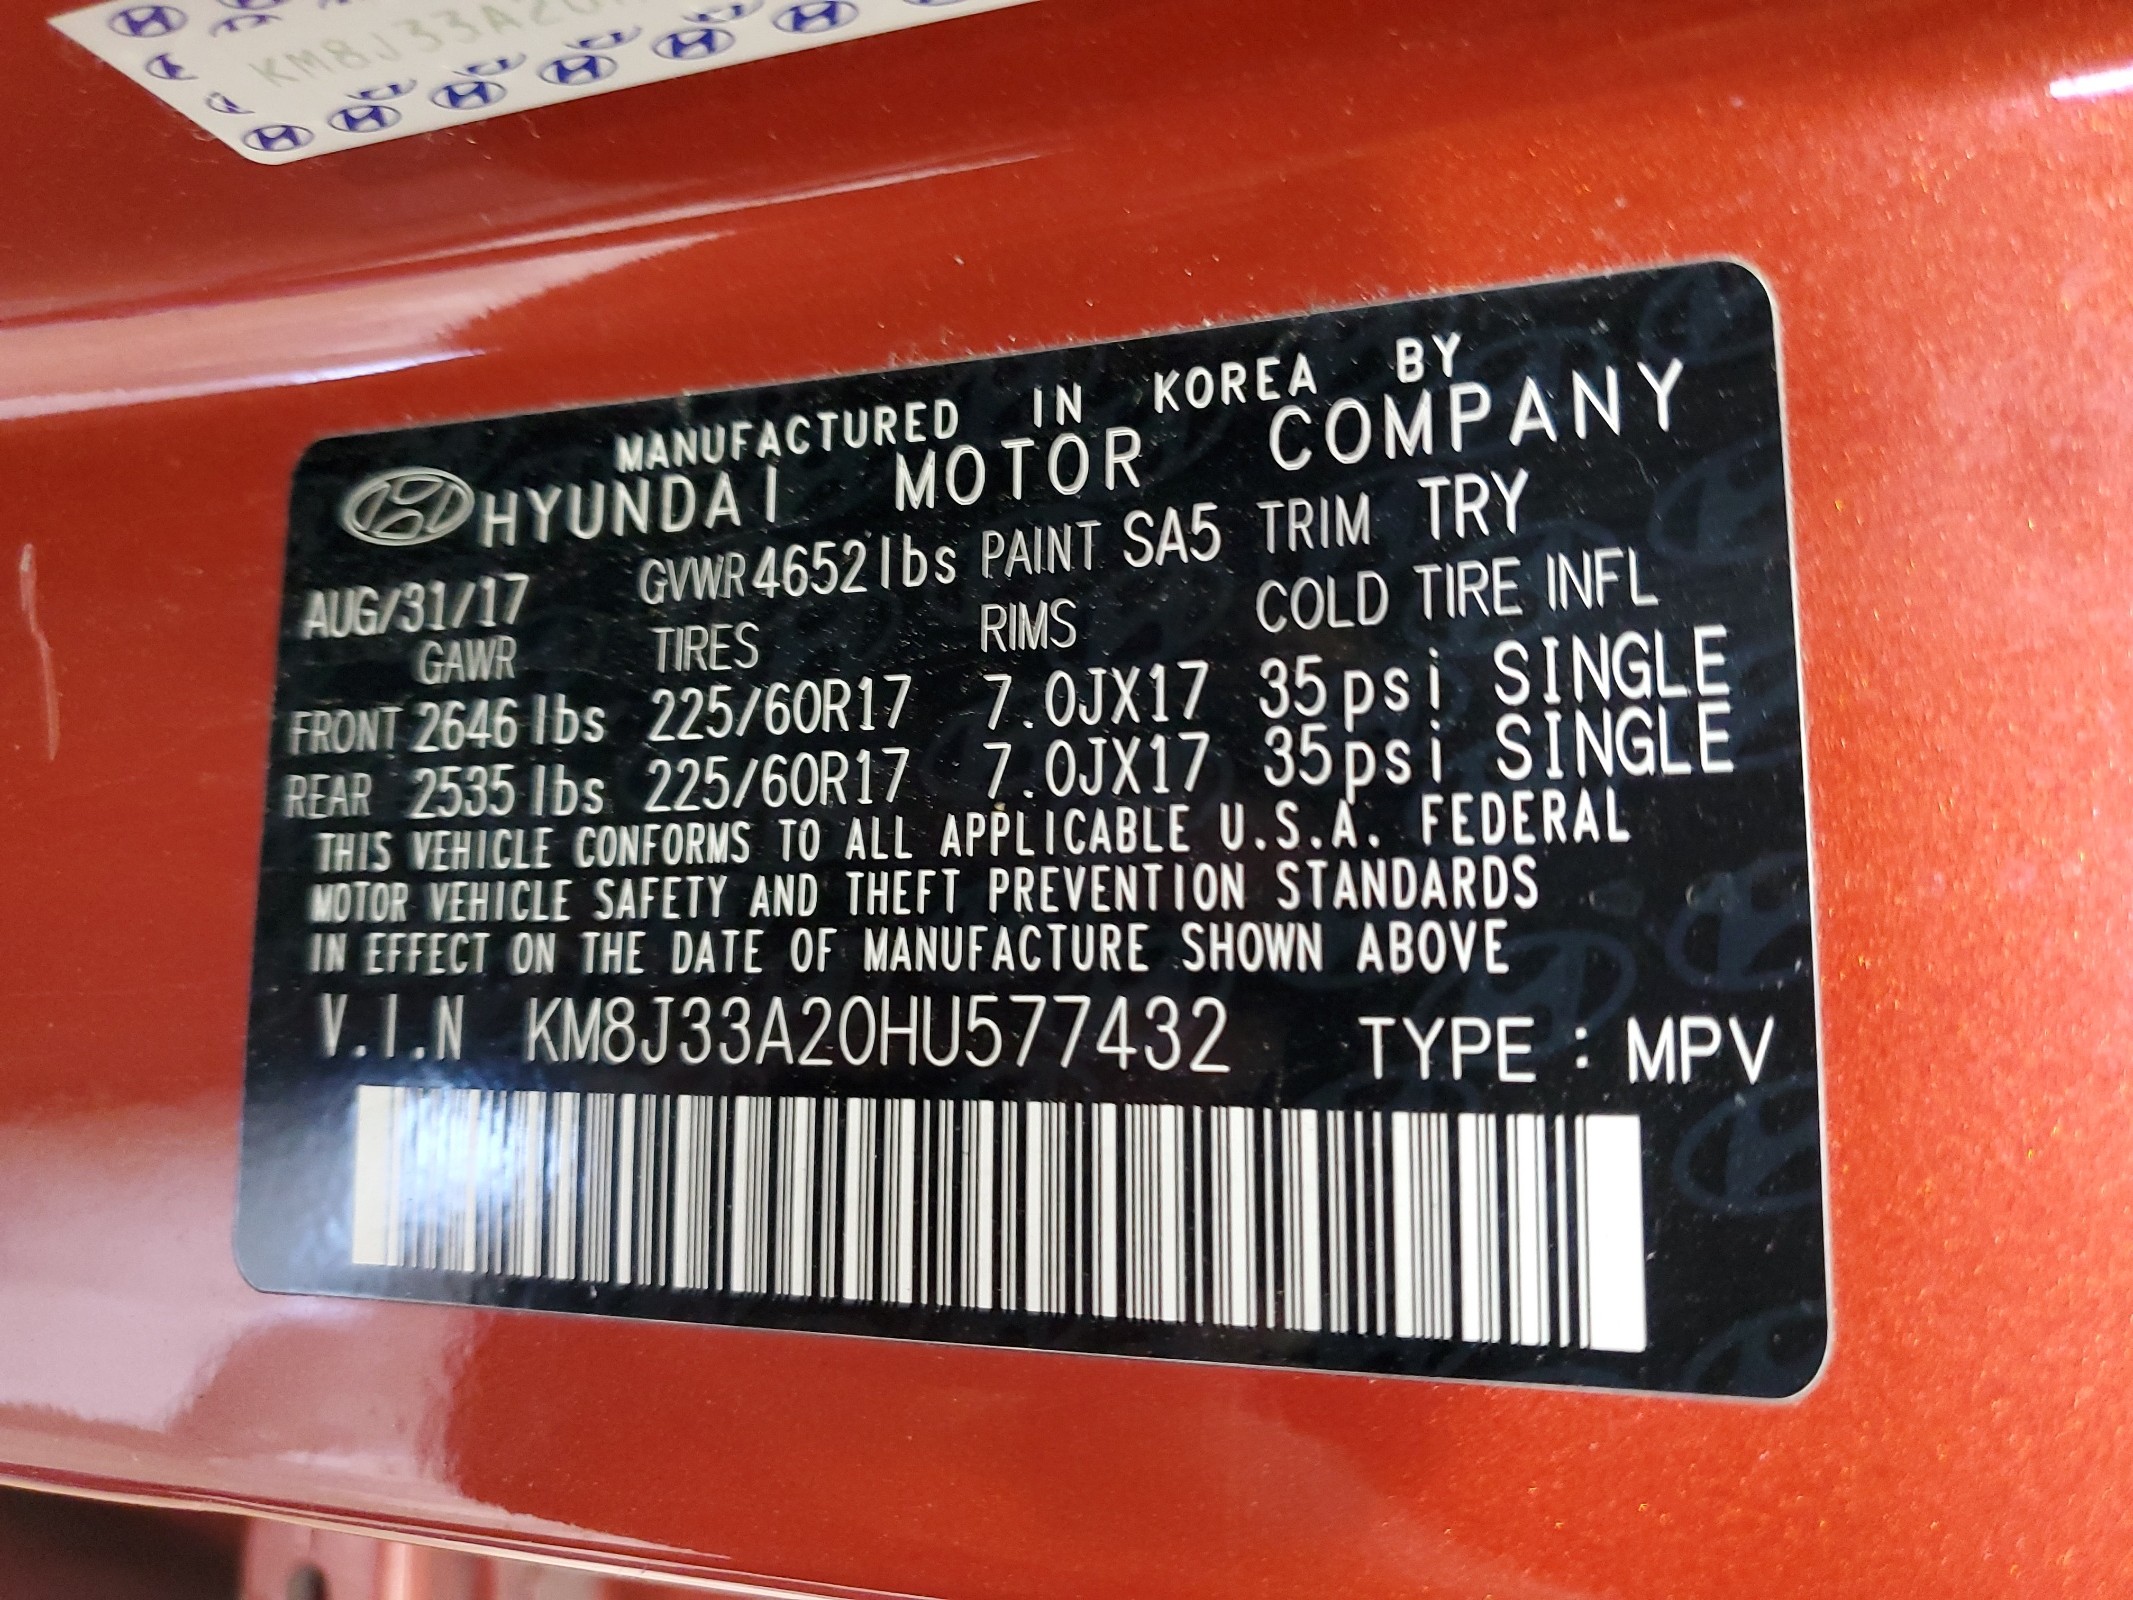 KM8J33A20
MANUFACTURED IN KOREA BY
HYUNDAI MOTOR COMPANY
AUG/31/17 GVWR 4652 lbs PAINT SA5 TRIM TRY
GAWR TIRES RIMS COLD TIRE INFL
FRONT 2646 lbs 225/60R17 7.0JX17 35psi SINGLE
REAR 2535 lbs 225/60R17 7.0JX17 35psi SINGLE
THIS VEHICLE CONFORMS TO ALL APPLICABLE U.S.A. FEDERAL
MOTOR VEHICLE SAFETY AND THEFT PREVENTION STANDARDS
IN EFFECT ON THE DATE OF MANUFACTURE SHOWN ABOVE
V.I.N KM8J33A20HU577432 TYPE : MPV